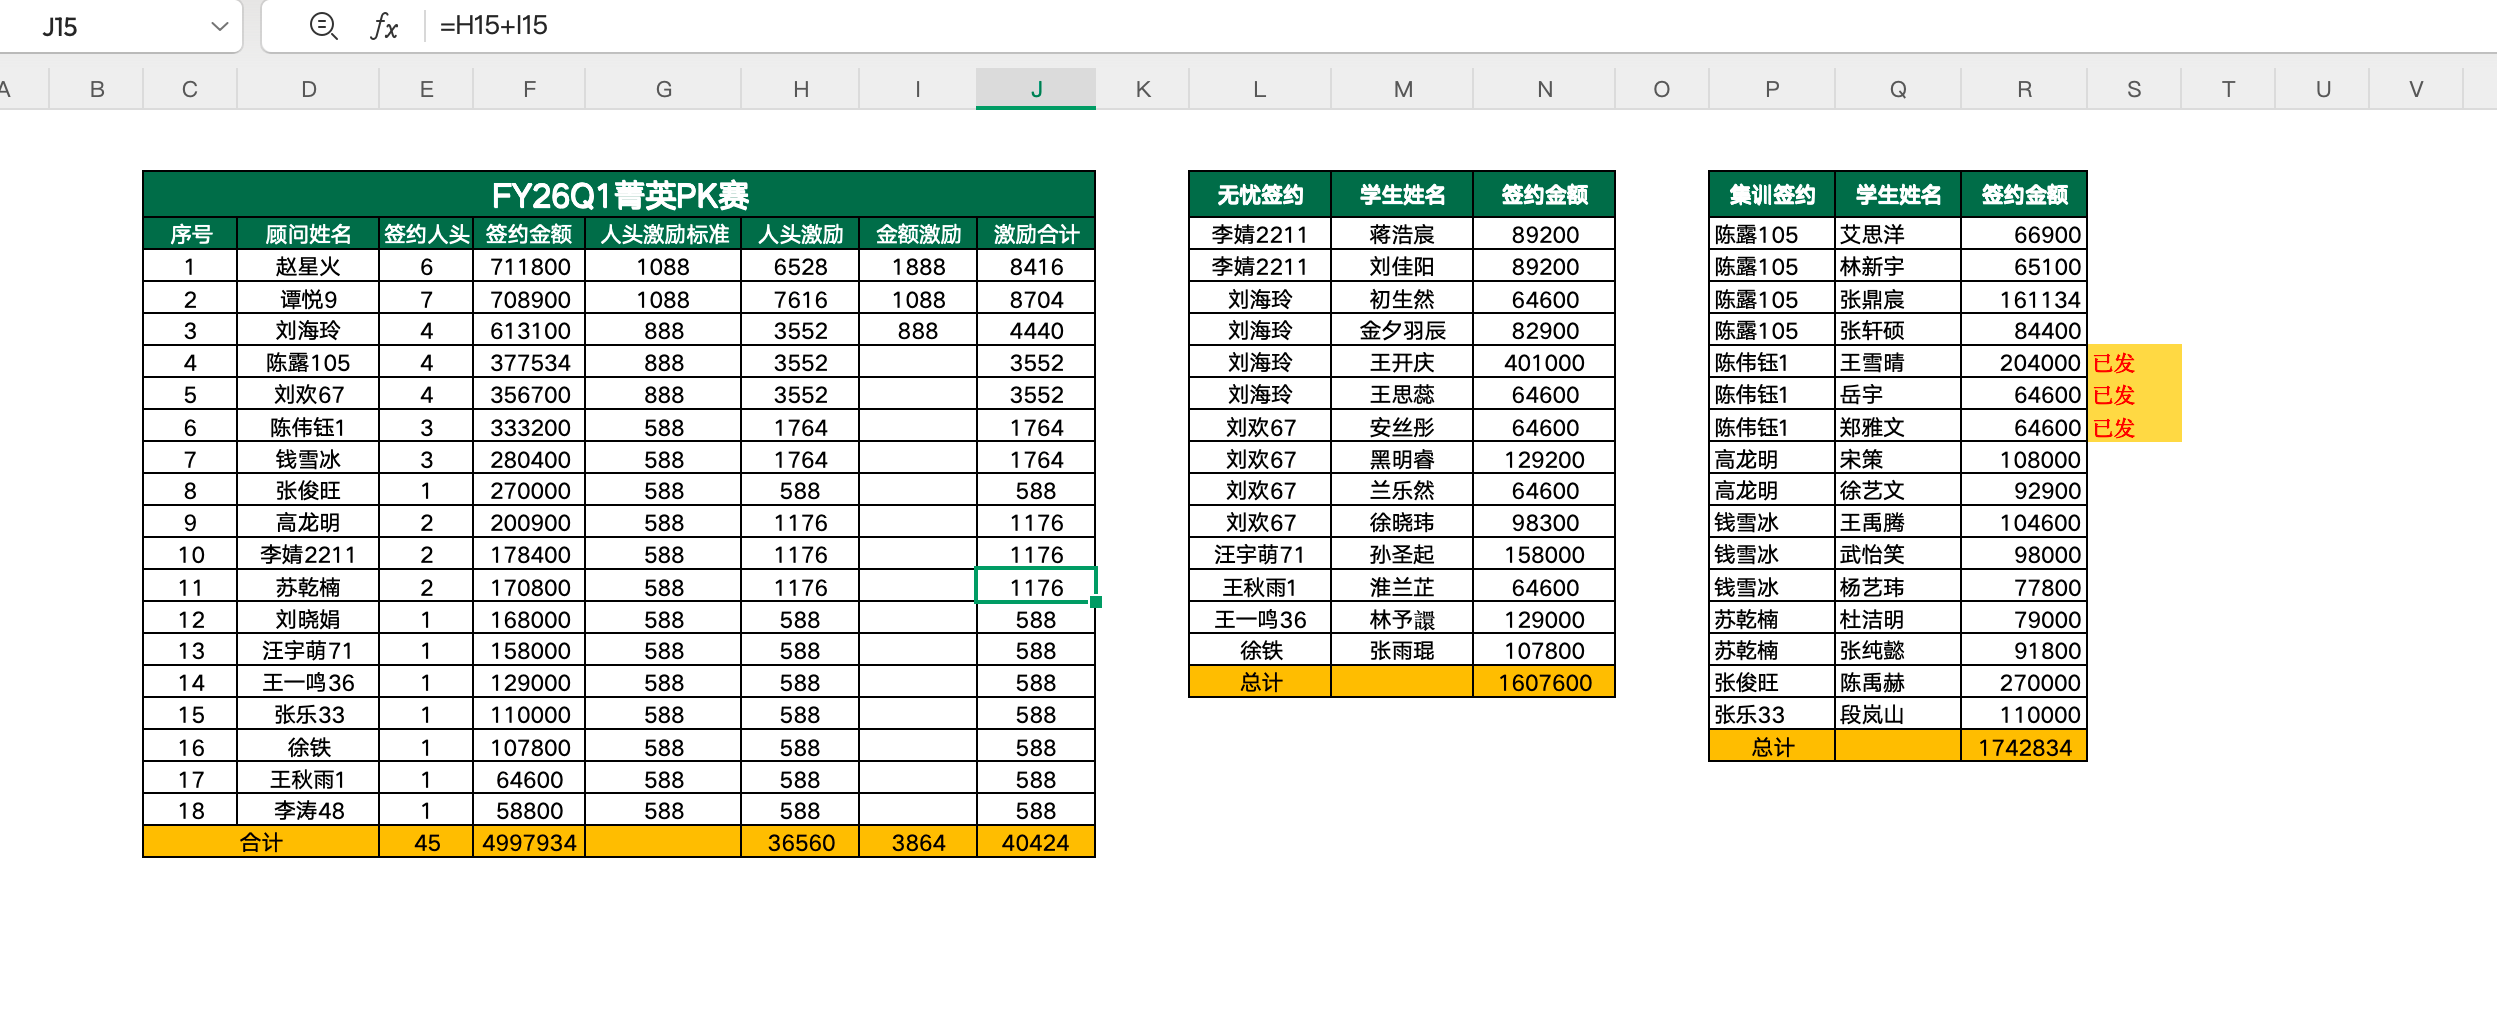 J15 =H15+I15
A B C D E F G H I J K L M N O P Q R S T U V
FY26Q1菁英PK赛
序号 顾问姓名 签约人头 签约金额 人头激励标准 人头激励 金额激励 激励合计
1 赵星火 6 711800 1088 6528 1888 8416
2 谭悦9 7 708900 1088 7616 1088 8704
3 刘海玲 4 613100 888 3552 888 4440
4 陈露105 4 377534 888 3552 3552
5 刘欢67 4 356700 888 3552 3552
6 陈伟钰1 3 333200 588 1764 1764
7 钱雪冰 3 280400 588 1764 1764
8 张俊旺 1 270000 588 588 588
9 高龙明 2 200900 588 1176 1176
10 李婧2211 2 178400 588 1176 1176
11 苏乾楠 2 170800 588 1176 1176
12 刘晓娟 1 168000 588 588 588
13 汪宇萌71 1 158000 588 588 588
14 王一鸣36 1 129000 588 588 588
15 张乐33 1 110000 588 588 588
16 徐铁 1 107800 588 588 588
17 王秋雨1 1 64600 588 588 588
18 李涛48 1 58800 588 588 588
合计 45 4997934 36560 3864 40424
无忧签约 学生姓名 签约金额
李婧2211 蒋浩宸 89200
李婧2211 刘佳阳 89200
刘海玲 初生然 64600
刘海玲 金夕羽辰 82900
刘海玲 王开庆 401000
刘海玲 王思蕊 64600
刘欢67 安丝彤 64600
刘欢67 黑明睿 129200
刘欢67 兰乐然 64600
刘欢67 徐晓玮 98300
汪宇萌71 孙圣起 158000
王秋雨1 淮兰芷 64600
王一鸣36 林予 129000
徐铁 张雨琨 107800
总计 1607600
集训签约 学生姓名 签约金额
陈露105 艾思洋 66900
陈露105 林新宇 65100
陈露105 张鼎宸 161134
陈露105 张轩硕 84400
陈伟钰1 王雪晴 204000 已发
陈伟钰1 岳宇 64600 已发
陈伟钰1 郑雅文 64600 已发
高龙明 宋策 108000
高龙明 徐艺文 92900
钱雪冰 王禹腾 104600
钱雪冰 武怡笑 98000
钱雪冰 杨艺玮 77800
苏乾楠 杜洁明 79000
苏乾楠 张纯懿 91800
张俊旺 陈禹赫 270000
张乐33 段岚山 110000
总计 1742834